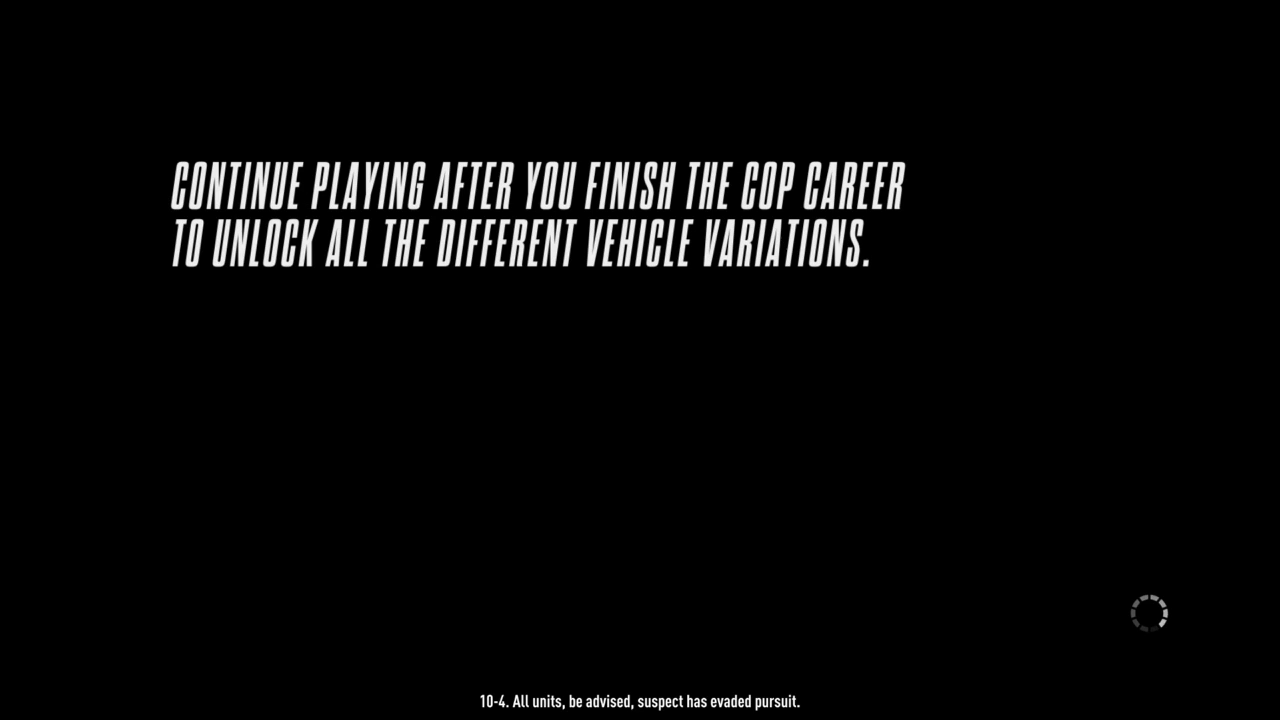 CONTINUE PLAYING AFTER YOU FINISH THE COP CAREER
TO UNLOCK ALL THE DIFFERENT VEHICLE VARIATIONS.
10-4. All units, be advised, suspect has evaded pursuit.